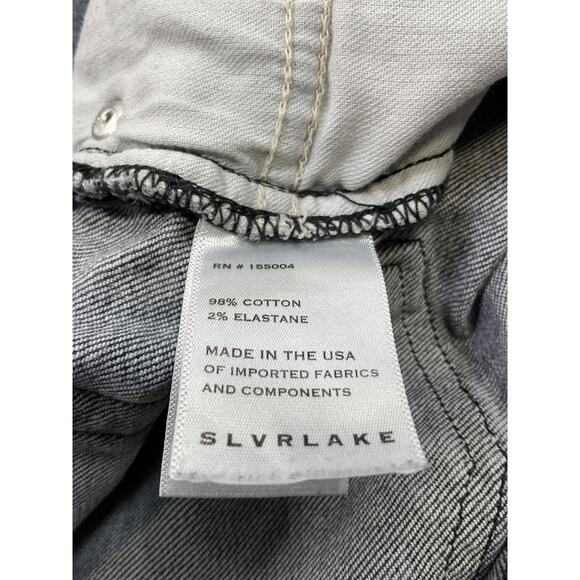 RN # 155004
98% COTTON
2% ELASTANE
MADE IN THE USA
OF IMPORTED FABRICS
AND COMPONENTS
SLVRLAKE